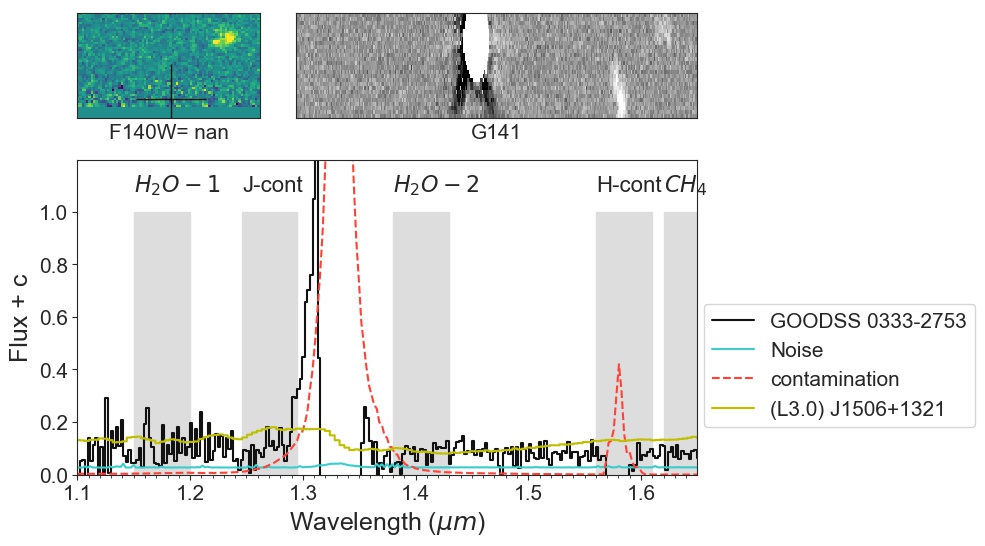 F140W= nan
G141
H₂O − 1
J-cont
H₂O − 2
H-cont
CH₄
1.0
0.8
0.6
0.4
0.2
0.0
Flux + c
1.1
1.2
1.3
1.4
1.5
1.6
Wavelength (μm)
GOODSS 0333-2753
Noise
contamination
(L3.0) J1506+1321